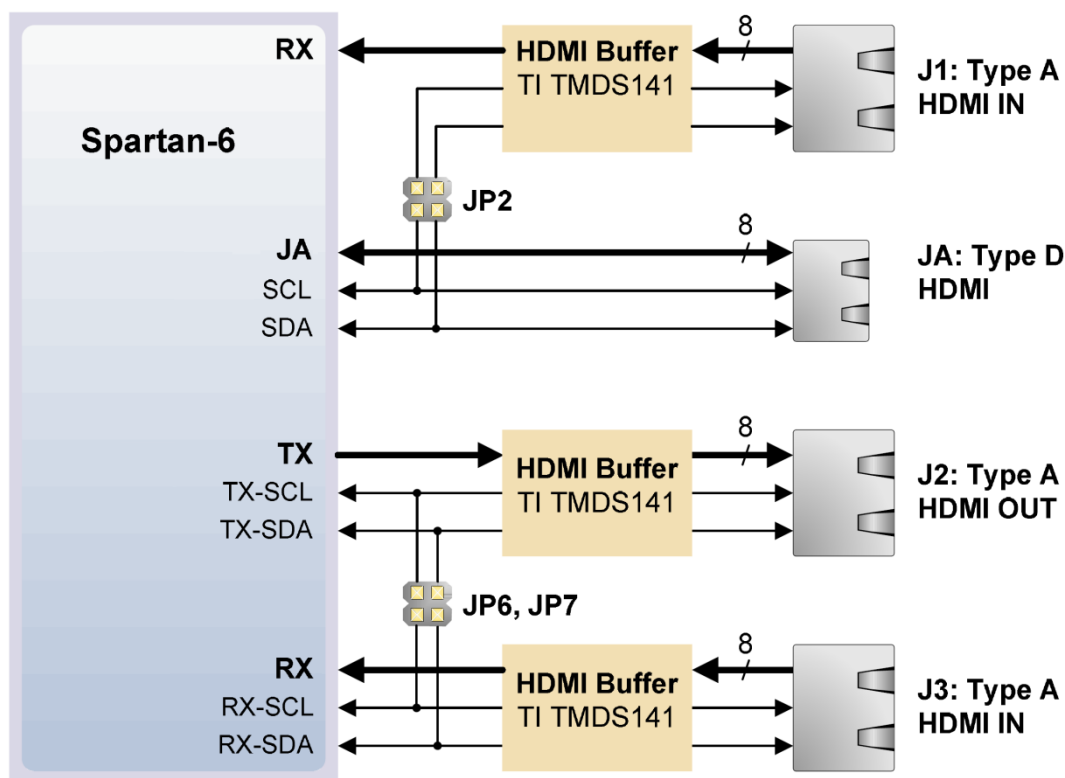 RX
HDMI Buffer
TI TMDS141
8
J1: Type A
HDMI IN
Spartan-6
JP2
JA
8
JA: Type D
HDMI
SCL
SDA
TX
HDMI Buffer
TI TMDS141
8
J2: Type A
HDMI OUT
TX-SCL
TX-SDA
JP6, JP7
RX
HDMI Buffer
TI TMDS141
8
J3: Type A
HDMI IN
RX-SCL
RX-SDA